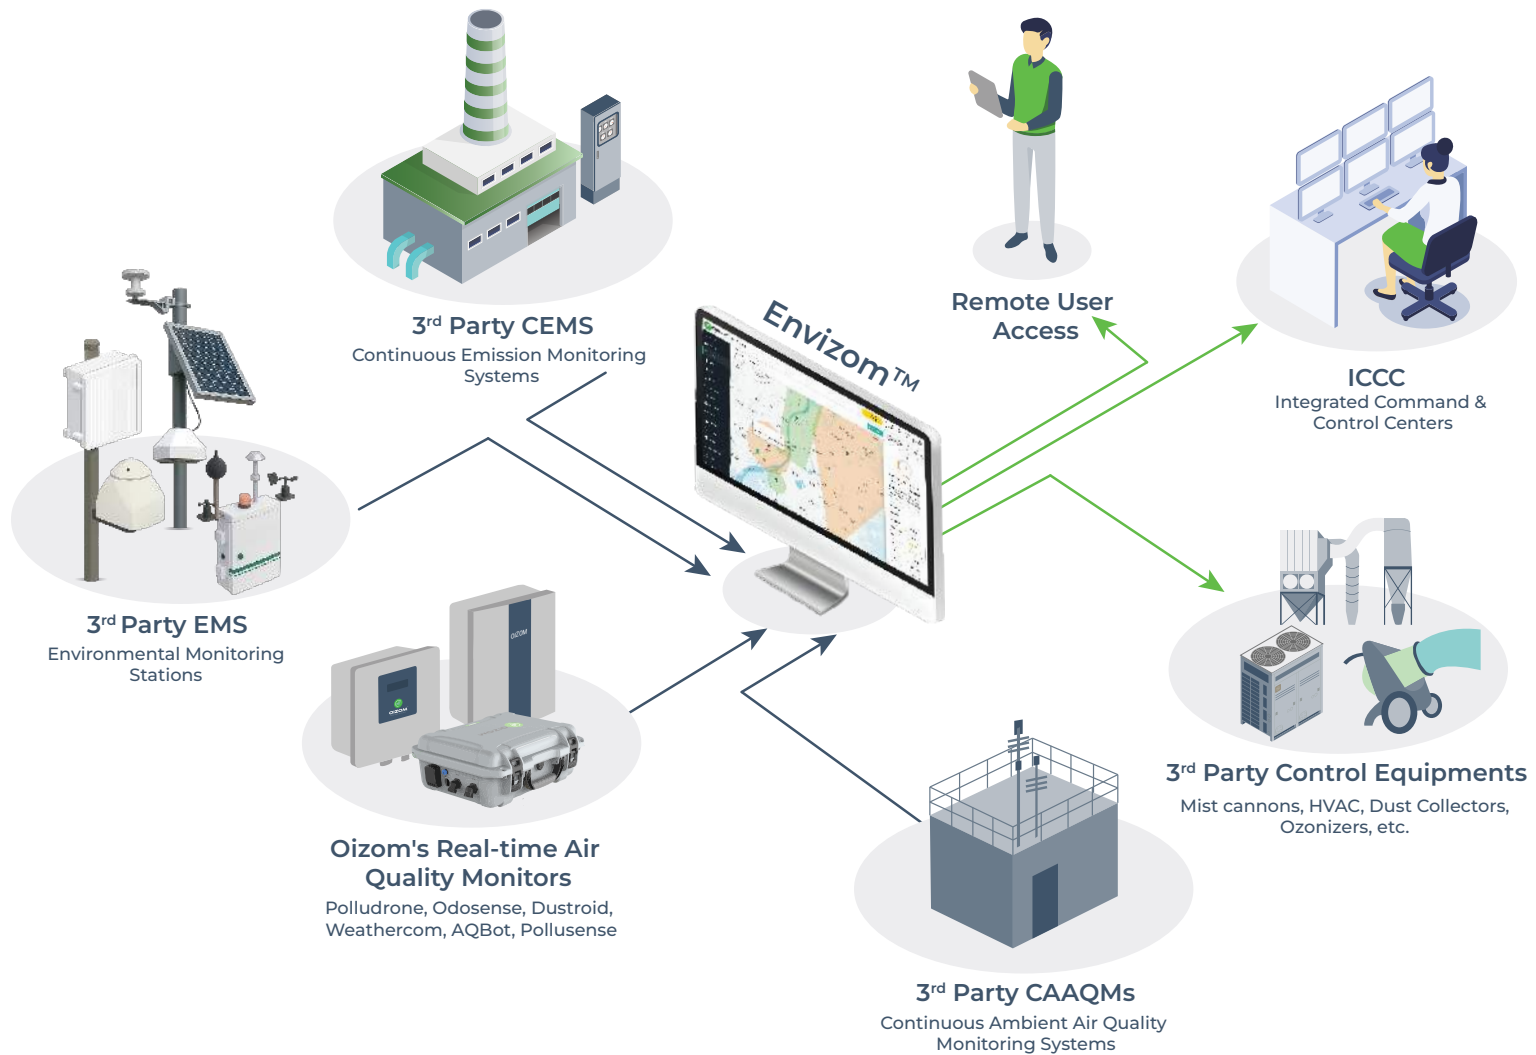 3rd Party CEMS
Continuous Emission Monitoring
Systems
Envizom™
Remote User
Access
ICCC
Integrated Command &
Control Centers
3rd Party EMS
Environmental Monitoring
Stations
OIZOM
OIZOM
Oizom's Real-time Air
Quality Monitors
Polludrone, Odosense, Dustroid,
Weathercom, AQBot, Pollusense
3rd Party Control Equipments
Mist cannons, HVAC, Dust Collectors,
Ozonizers, etc.
3rd Party CAAQMs
Continuous Ambient Air Quality
Monitoring Systems